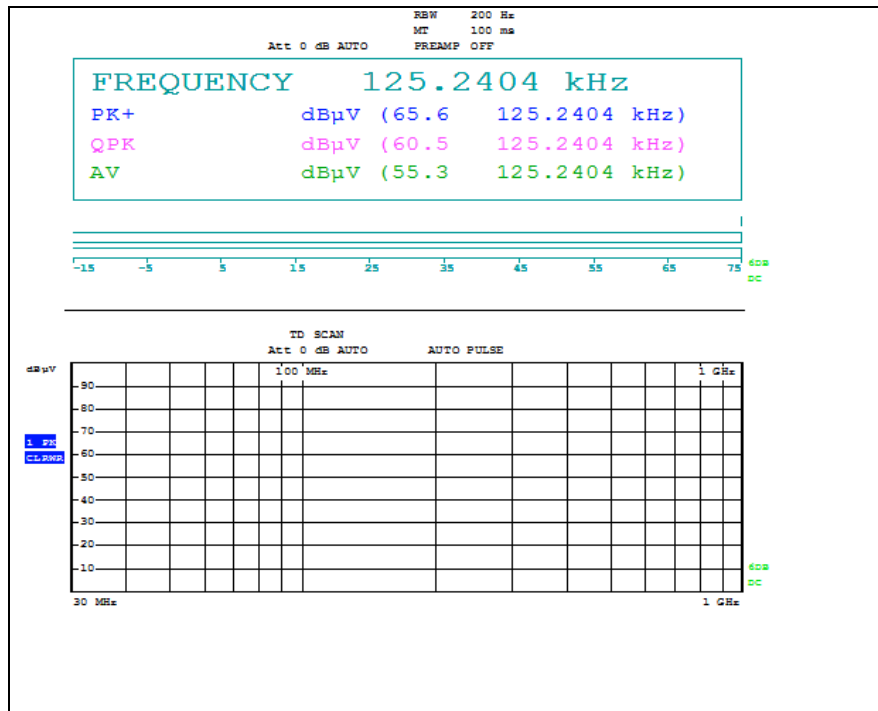 RBW 200 Hz
MT 100 ms
Att 0 dB AUTO PREAMP OFF
FREQUENCY 125.2404 kHz
PK+ dBµV (65.6 125.2404 kHz)
QPK dBµV (60.5 125.2404 kHz)
AV dBµV (55.3 125.2404 kHz)
-15 -5 5 15 25 35 45 55 65 75
6DB
DC
TD SCAN
Att 0 dB AUTO AUTO PULSE
dBµV
100 MHz 1 GHz
90
80
70
1 PK
CLRWR
60
50
40
30
20
10
6DB
DC
30 MHz 1 GHz